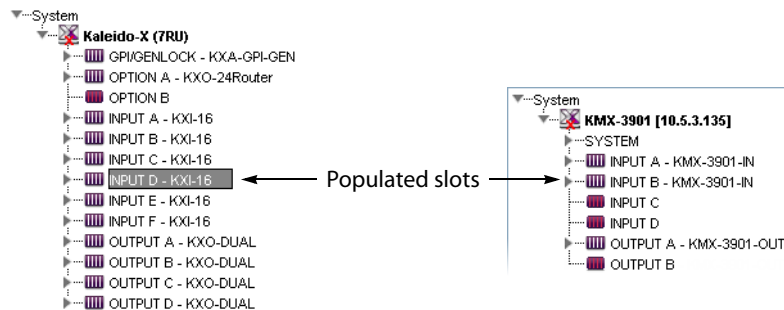 System
Kaleido-X (7RU)
GPI/GENLOCK - KXA-GPI-GEN
OPTION A - KXO-24Router
OPTION B
INPUT A - KXI-16
INPUT B - KXI-16
INPUT C - KXI-16
INPUT D - KXI-16
INPUT E - KXI-16
INPUT F - KXI-16
OUTPUT A - KXO-DUAL
OUTPUT B - KXO-DUAL
OUTPUT C - KXO-DUAL
OUTPUT D - KXO-DUAL
Populated slots
System
KMX-3901 [10.5.3.135]
SYSTEM
INPUT A - KMX-3901-IN
INPUT B - KMX-3901-IN
INPUT C
INPUT D
OUTPUT A - KMX-3901-OUT
OUTPUT B